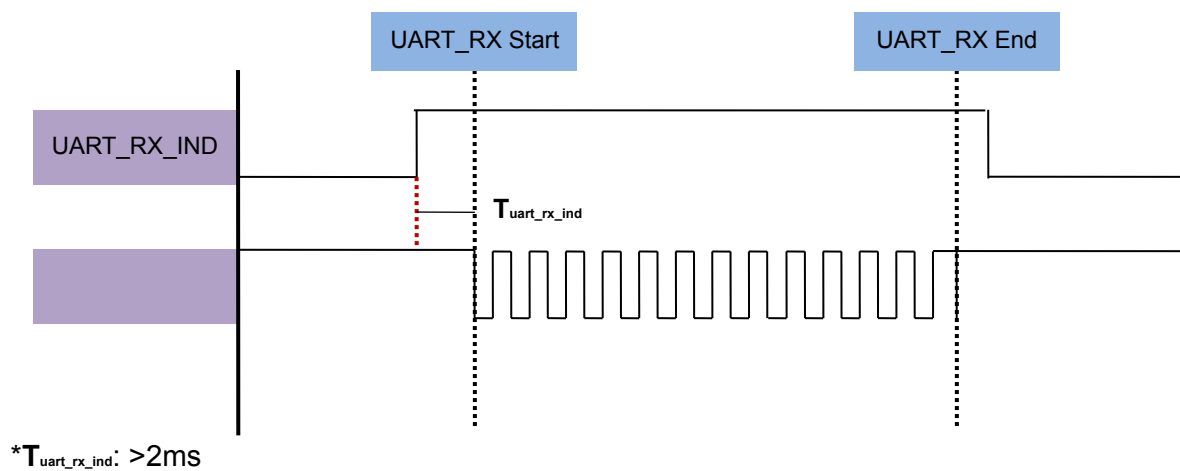 UART_RX Start
UART_RX End
UART_RX_IND
Tuart_rx_ind
*Tuart_rx_ind: >2ms